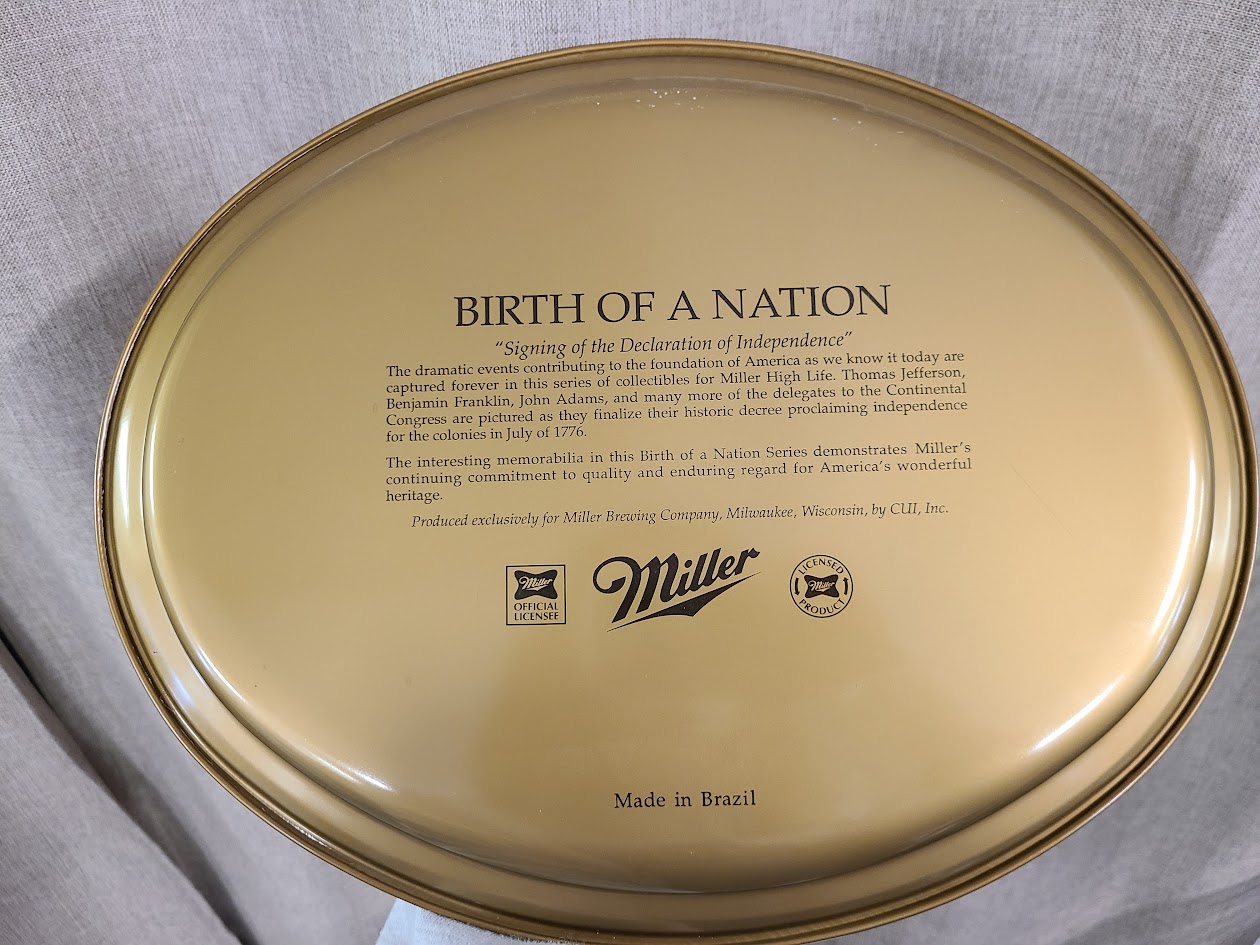 BIRTH OF A NATION
“Signing of the Declaration of Independence”
The dramatic events contributing to the foundation of America as we know it today are
captured forever in this series of collectibles for Miller High Life. Thomas Jefferson,
Benjamin Franklin, John Adams, and many more of the delegates to the Continental
Congress are pictured as they finalize their historic decree proclaiming independence
for the colonies in July of 1776.
The interesting memorabilia in this Birth of a Nation Series demonstrates Miller’s
continuing commitment to quality and enduring regard for America’s wonderful
heritage.
Produced exclusively for Miller Brewing Company, Milwaukee, Wisconsin, by CUI, Inc.
Miller
OFFICIAL
LICENSEE
Miller
LICENSED
Miller
PRODUCT
Made in Brazil